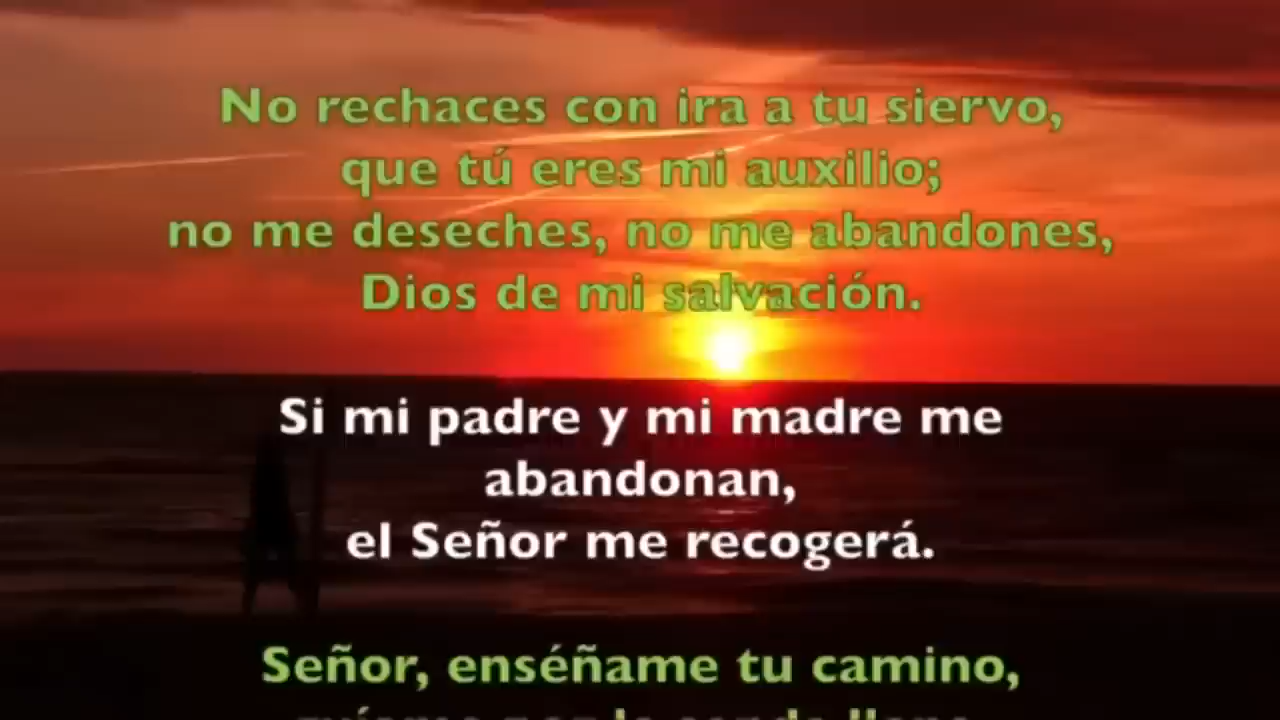 No rechaces con ira a tu siervo,
que tú eres mi auxilio;
no me deseches, no me abandones,
Dios de mi salvación.
Si mi padre y mi madre me
abandonan,
el Señor me recogerá.
Señor, enséñame tu camino,